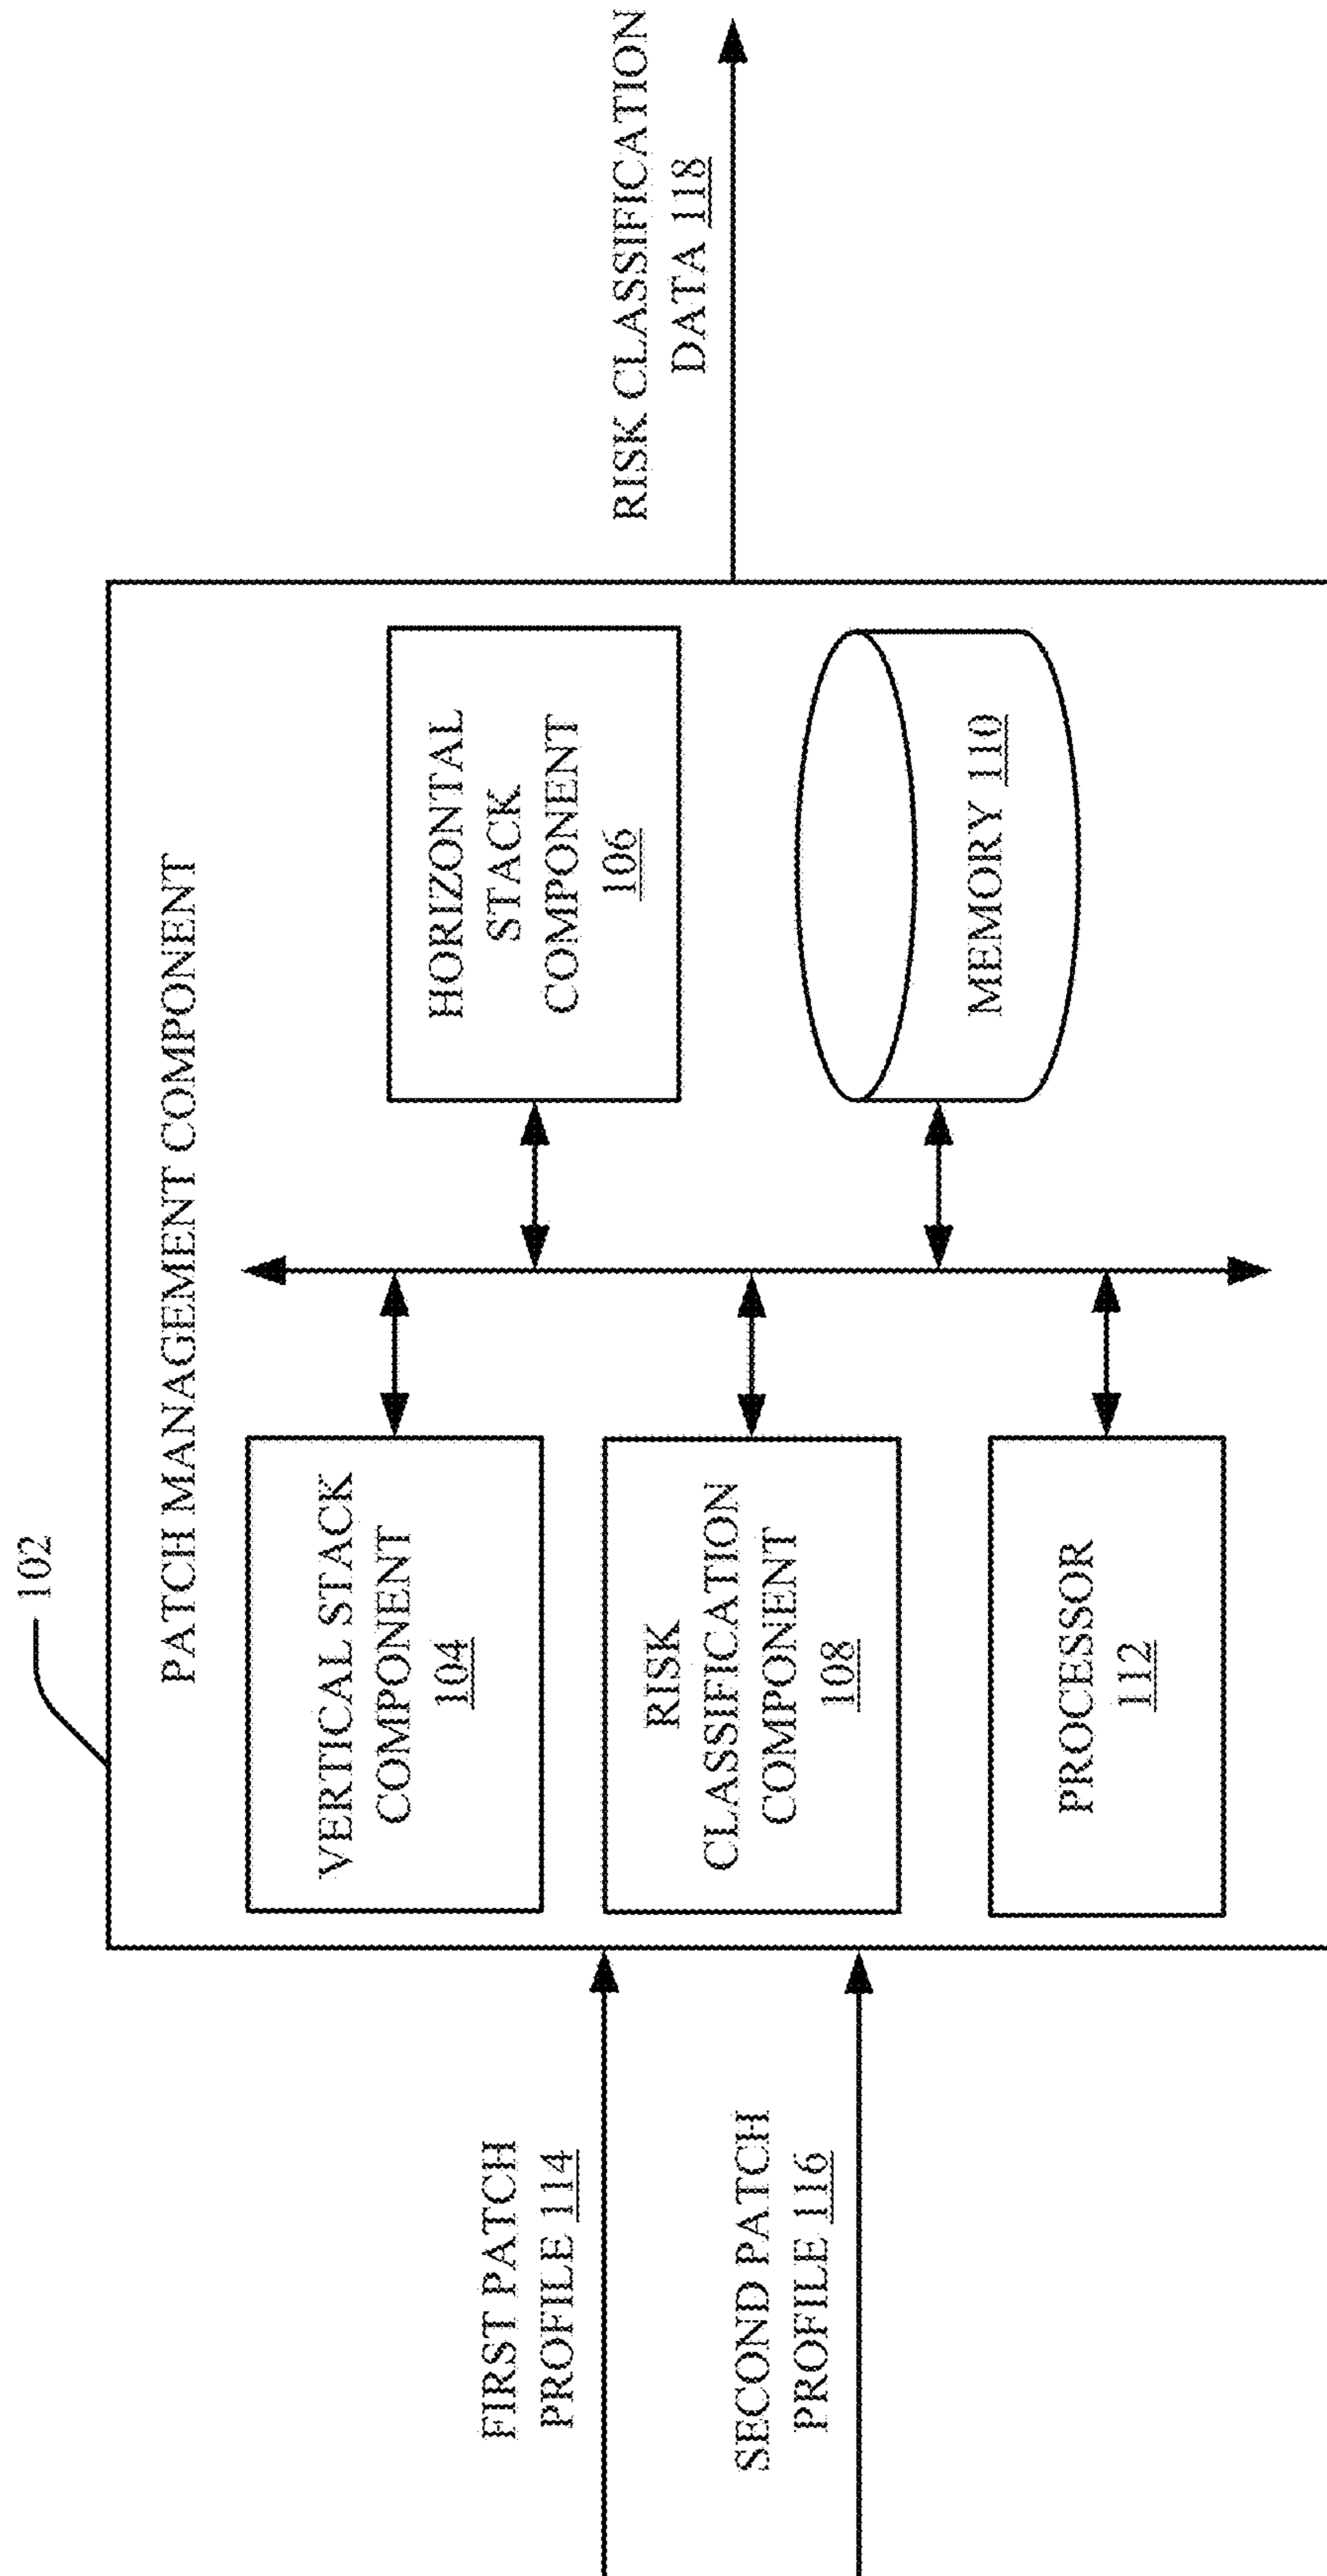 102
PATCH MANAGEMENT COMPONENT
FIRST PATCH
PROFILE 114
SECOND PATCH
PROFILE 116
VERTICAL STACK
COMPONENT
104
RISK
CLASSIFICATION
COMPONENT
108
PROCESSOR
112
HORIZONTAL
STACK
COMPONENT
106
MEMORY 110
RISK CLASSIFICATION
DATA 118